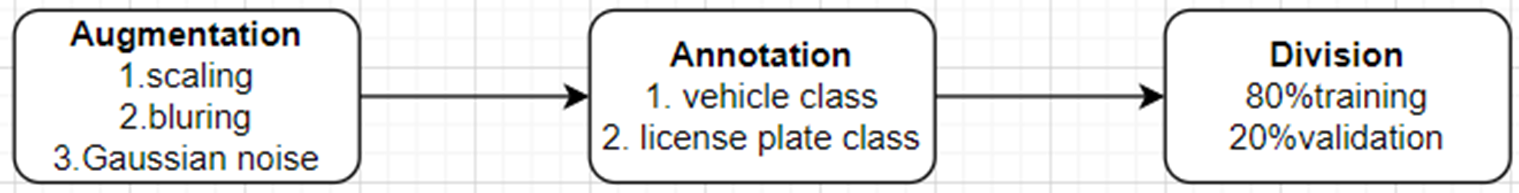 Augmentation
1.scaling
2.bluring
3.Gaussian noise
Annotation
1. vehicle class
2. license plate class
Division
80%training
20%validation